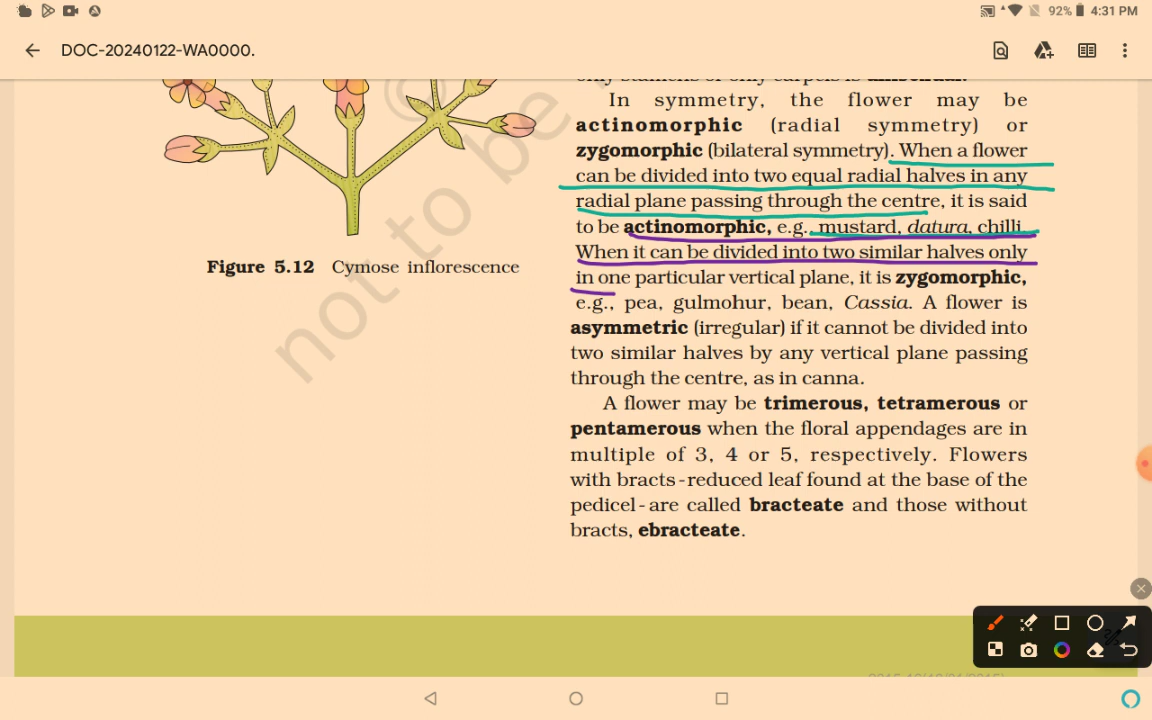 92% 4:31 PM
DOC-20240122-WA0000.
only stamens or only carpels is unisexual.
In symmetry, the flower may be
actinomorphic (radial symmetry) or
zygomorphic (bilateral symmetry). When a flower
can be divided into two equal radial halves in any
radial plane passing through the centre, it is said
to be actinomorphic, e.g., mustard, datura, chilli.
When it can be divided into two similar halves only
in one particular vertical plane, it is zygomorphic,
e.g., pea, gulmohur, bean, Cassia. A flower is
asymmetric (irregular) if it cannot be divided into
two similar halves by any vertical plane passing
through the centre, as in canna.
A flower may be trimerous, tetramerous or
pentamerous when the floral appendages are in
multiple of 3, 4 or 5, respectively. Flowers
with bracts-reduced leaf found at the base of the
pedicel-are called bracteate and those without
bracts, ebracteate.
Figure 5.12 Cymose inflorescence
not to be
©